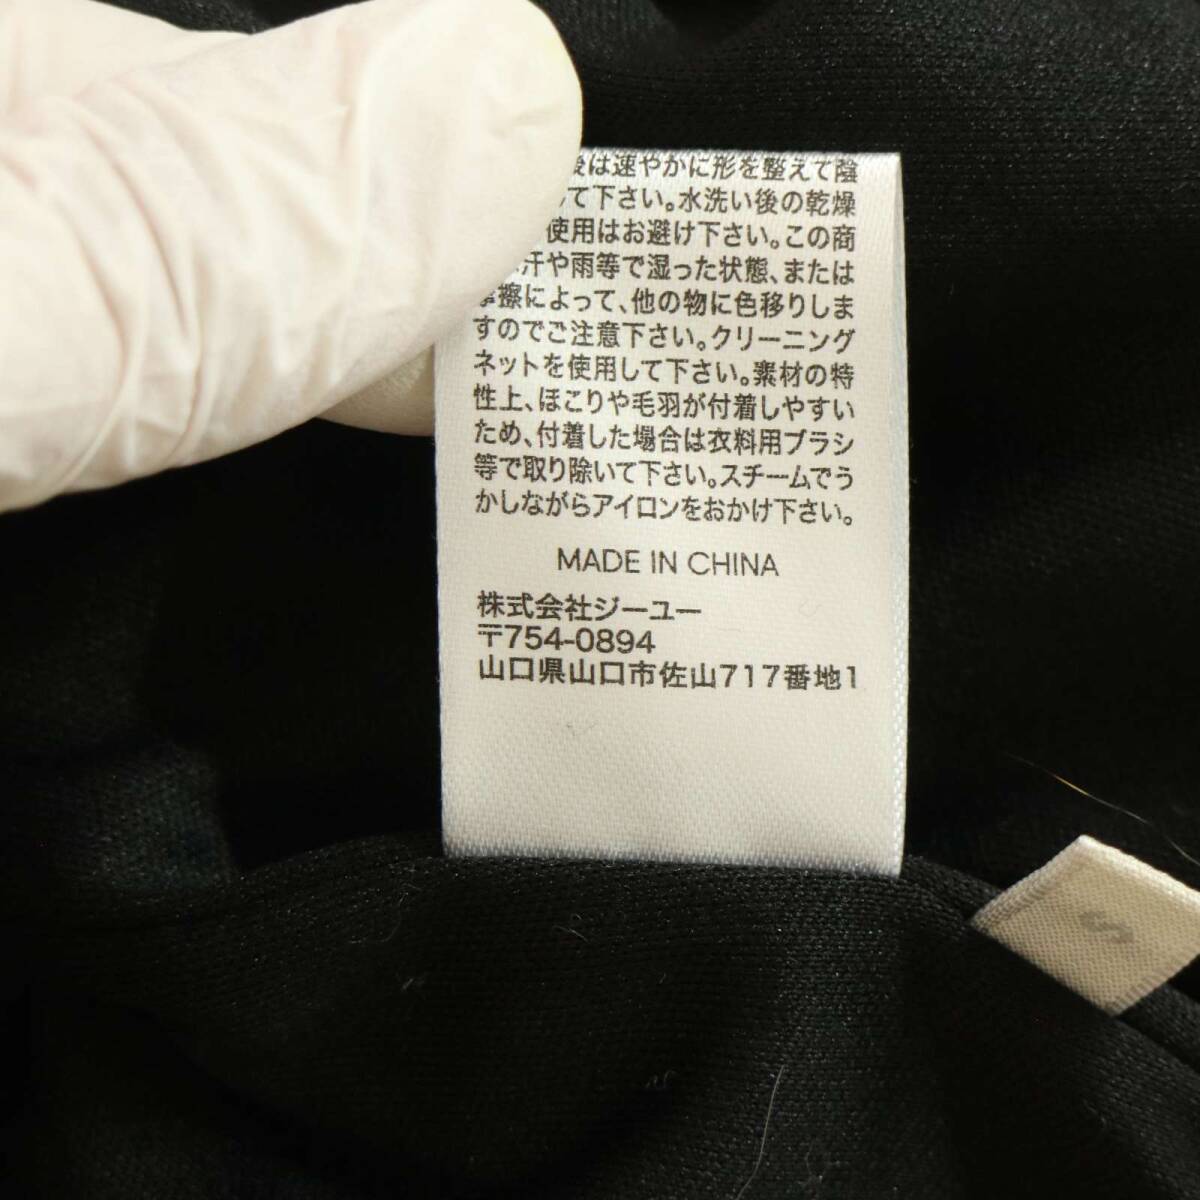 後は速やかに形を整えて陰
して下さい。水洗い後の乾燥
使用はお避け下さい。この商
汗や雨等で湿った状態、または
摩擦によって、他の物に色移りしま
すのでご注意下さい。クリーニング
ネットを使用して下さい。素材の特
性上、ほこりや毛羽が付着しやすい
ため、付着した場合は衣料用ブラシ
等で取り除いて下さい。スチームでう
かしながらアイロンをおかけ下さい。
MADE IN CHINA
株式会社ジーユー
〒754-0894
山口県山口市佐山717番地1
S